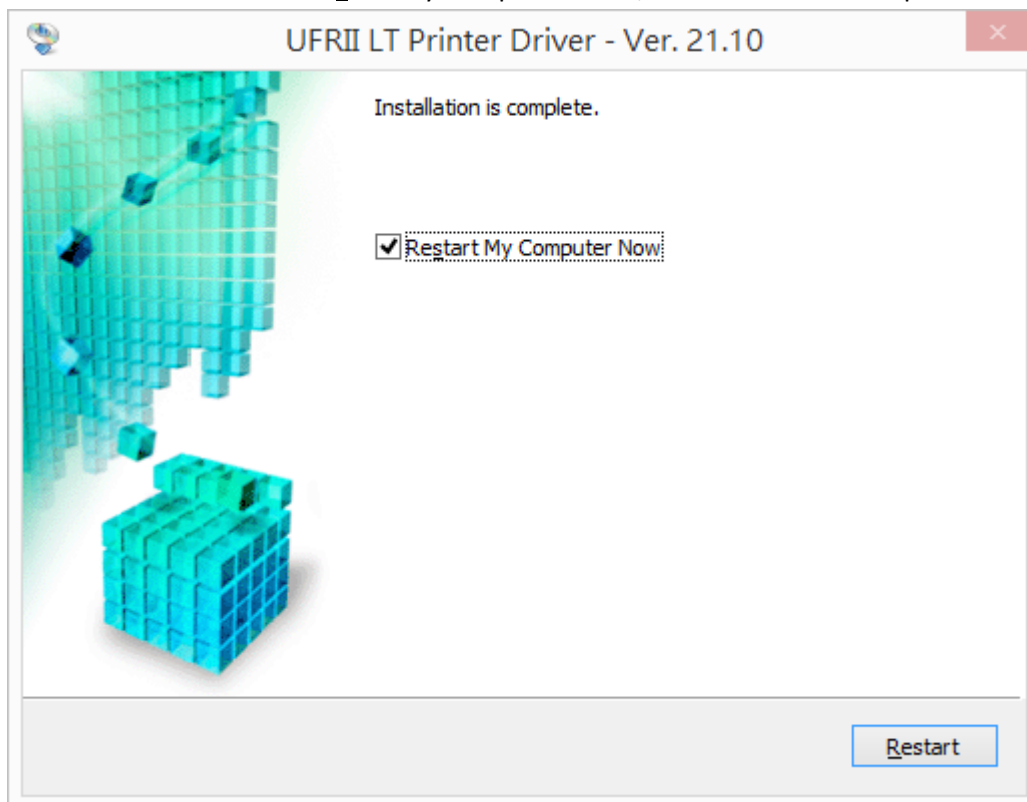 UFRII LT Printer Driver - Ver. 21.10
Installation is complete.
Restart My Computer Now
Restart